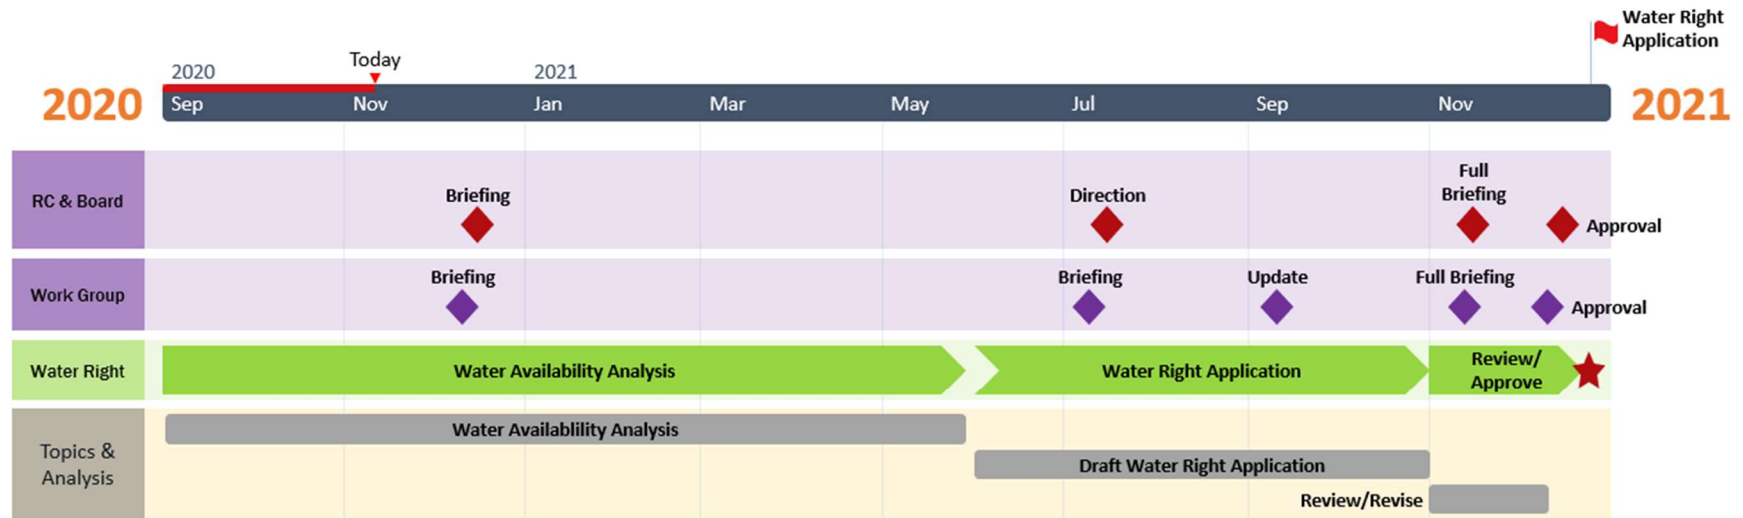 Water Right
Application
Today
2020 2021
2020 Sep Nov Jan Mar May Jul Sep Nov 2021
RC & Board
Briefing
Direction
Full
Briefing
Approval
Work Group
Briefing
Briefing
Update
Full Briefing
Approval
Water Right
Water Availability Analysis
Water Right Application
Review/
Approve
Topics &
Analysis
Water Availablility Analysis
Draft Water Right Application
Review/Revise